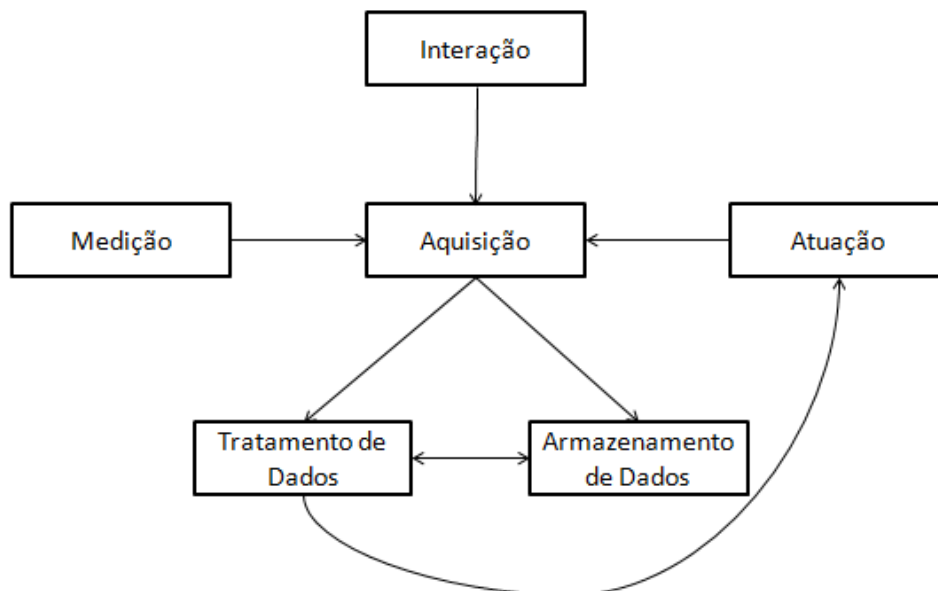 Interação
Medição
Aquisição
Atuação
Tratamento de
Dados
Armazenamento
de Dados